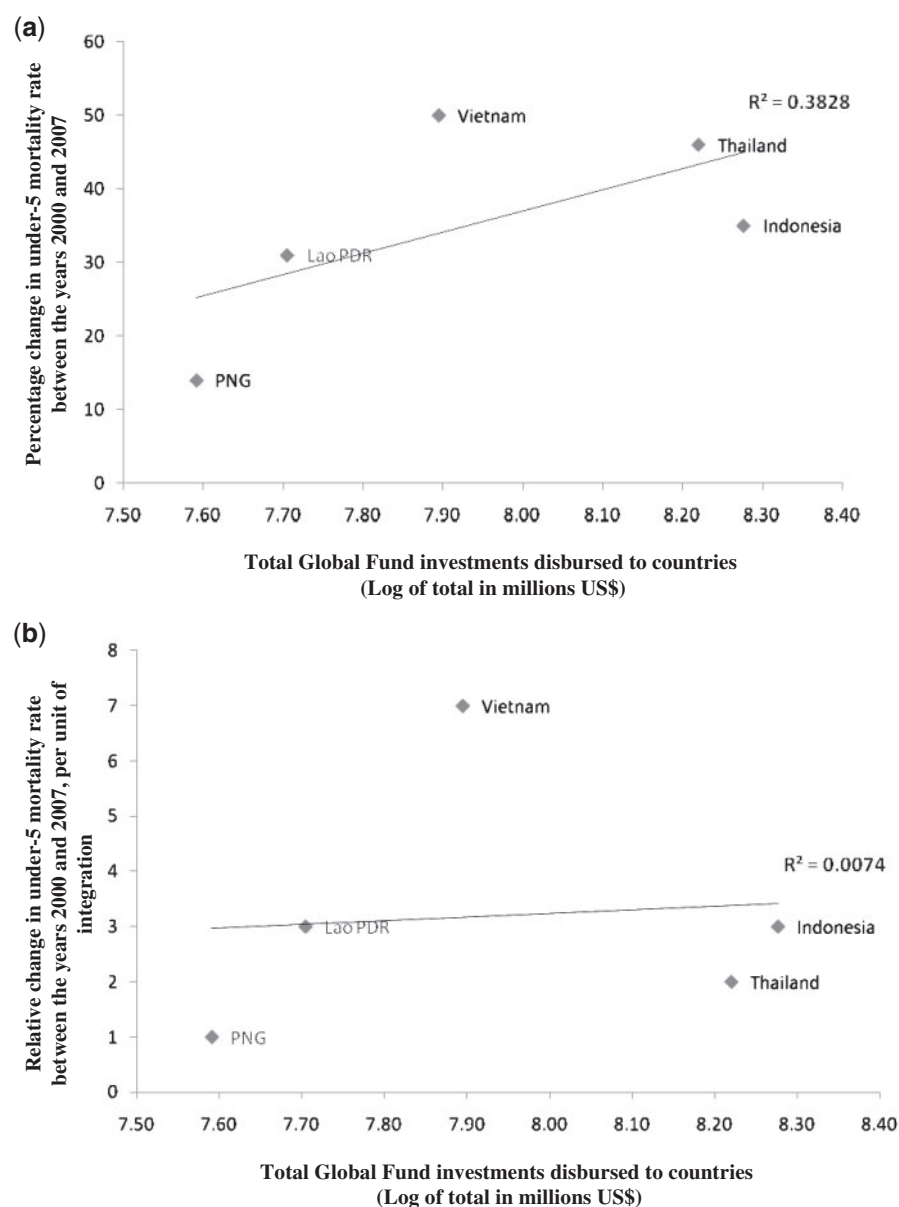 (a)
Percentage change in under-5 mortality rate
between the years 2000 and 2007
60
50
40
30
20
10
0
R² = 0.3828
Vietnam
Thailand
Indonesia
Lao PDR
PNG
7.50 7.60 7.70 7.80 7.90 8.00 8.10 8.20 8.30 8.40
Total Global Fund investments disbursed to countries
(Log of total in millions US$)
(b)
Relative change in under-5 mortality rate
between the years 2000 and 2007, per unit of
integration
8
7
6
5
4
3
2
1
0
Vietnam
R² = 0.0074
Lao PDR
Indonesia
Thailand
PNG
7.50 7.60 7.70 7.80 7.90 8.00 8.10 8.20 8.30 8.40
Total Global Fund investments disbursed to countries
(Log of total in millions US$)